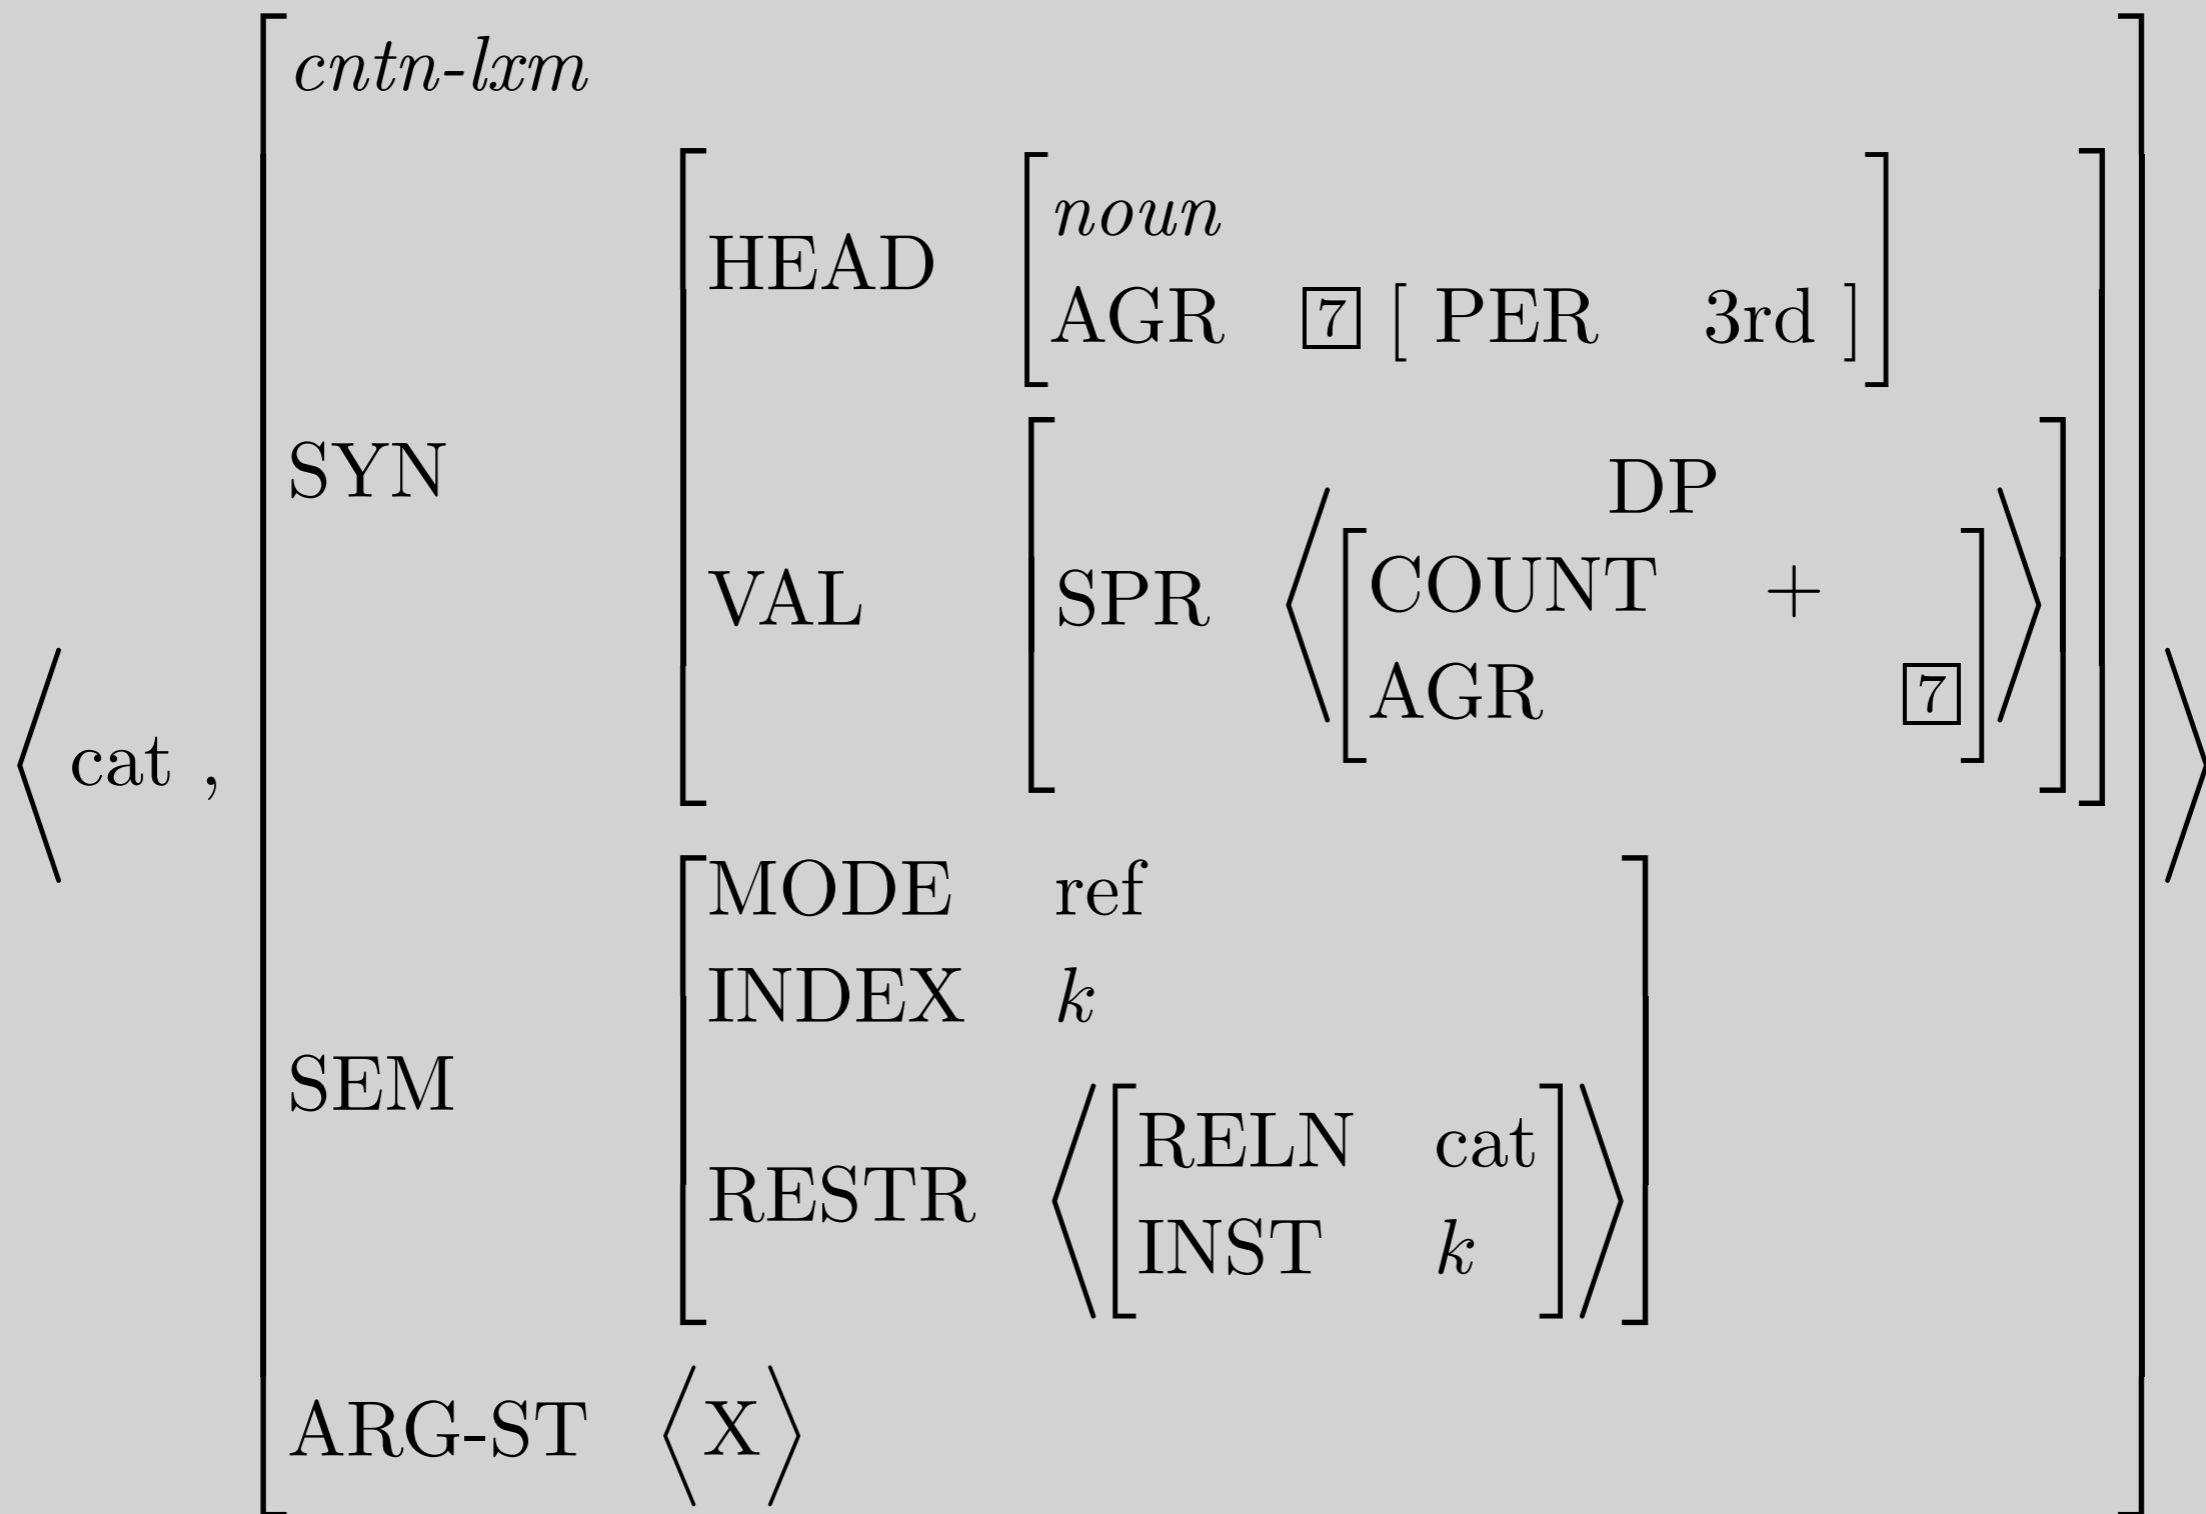 cntn-lxm
HEAD [ noun
AGR 7 [ PER 3rd ] ]
SYN
VAL [ SPR ⟨ DP
[ COUNT +
AGR 7 ] ⟩ ]
⟨ cat , ⟩
SEM
[ MODE ref
INDEX k
RESTR ⟨ [ RELN cat
INST k ] ⟩ ]
ARG-ST ⟨ X ⟩